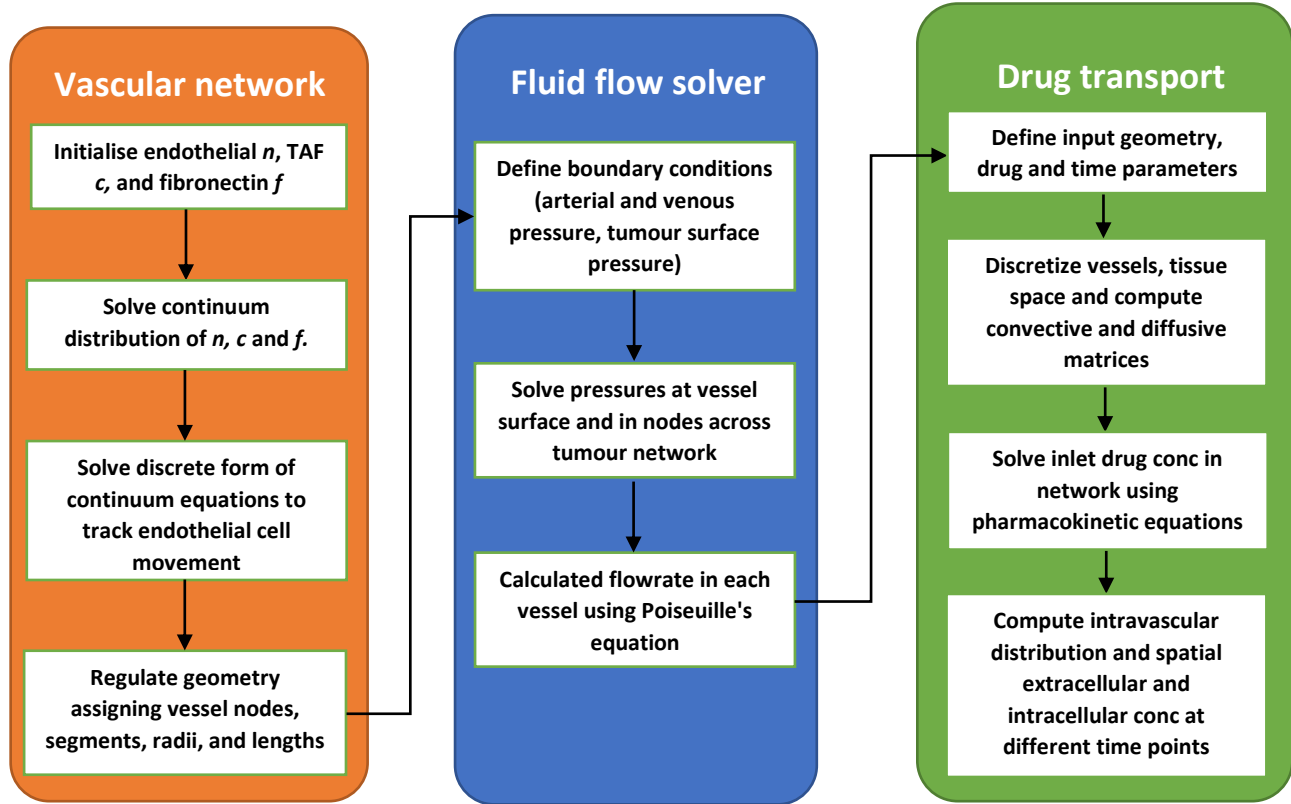 Vascular network
Initialise endothelial n, TAF
c, and fibronectin f
Solve continuum
distribution of n, c and f.
Solve discrete form of
continuum equations to
track endothelial cell
movement
Regulate geometry
assigning vessel nodes,
segments, radii, and lengths
Fluid flow solver
Define boundary conditions
(arterial and venous
pressure, tumour surface
pressure)
Solve pressures at vessel
surface and in nodes across
tumour network
Calculated flowrate in each
vessel using Poiseuille's
equation
Drug transport
Define input geometry,
drug and time parameters
Discretize vessels, tissue
space and compute
convective and diffusive
matrices
Solve inlet drug conc in
network using
pharmacokinetic equations
Compute intravascular
distribution and spatial
extracellular and
intracellular conc at
different time points